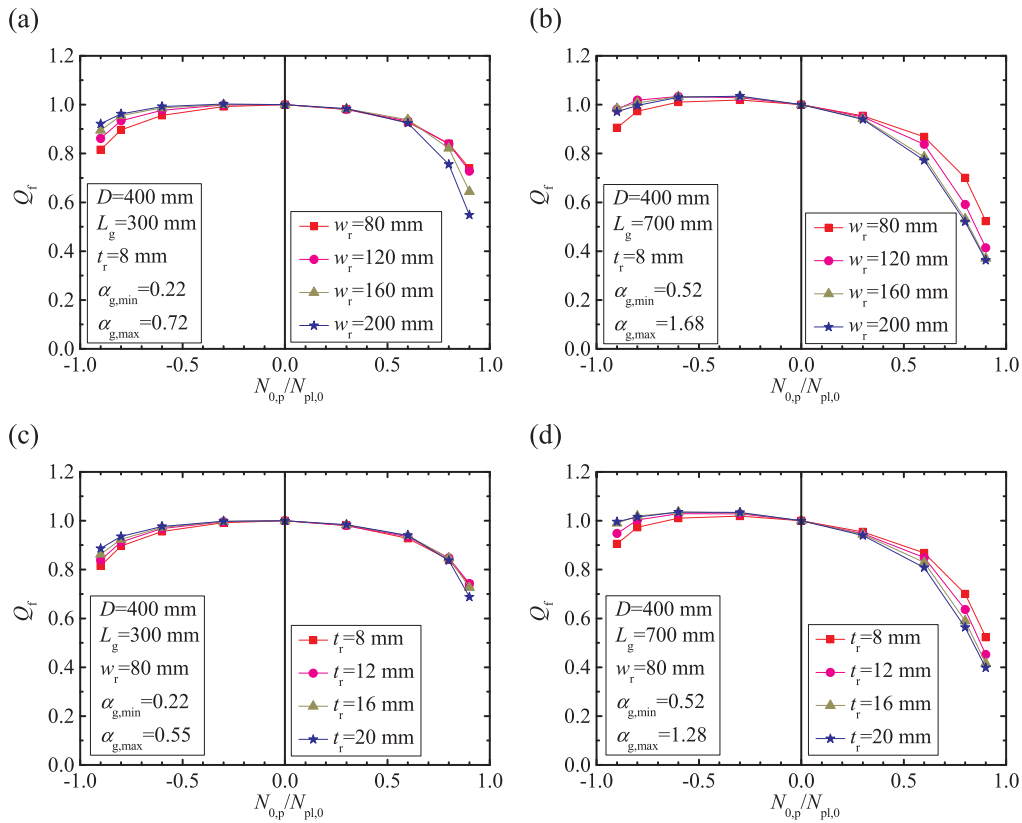 (a)
1.2
1.0
0.8
0.6
0.4
0.2
0.0
Q_f
D=400 mm
L_g=300 mm
t_r=8 mm
α_g,min=0.22
α_g,max=0.72
w_r=80 mm
w_r=120 mm
w_r=160 mm
w_r=200 mm
-1.0 -0.5 0.0 0.5 1.0
N_0,p/N_pl,0
(b)
1.2
1.0
0.8
0.6
0.4
0.2
0.0
Q_f
D=400 mm
L_g=700 mm
t_r=8 mm
α_g,min=0.52
α_g,max=1.68
w_r=80 mm
w_r=120 mm
w_r=160 mm
w_r=200 mm
-1.0 -0.5 0.0 0.5 1.0
N_0,p/N_pl,0
(c)
1.2
1.0
0.8
0.6
0.4
0.2
0.0
Q_f
D=400 mm
L_g=300 mm
w_r=80 mm
α_g,min=0.22
α_g,max=0.55
t_r=8 mm
t_r=12 mm
t_r=16 mm
t_r=20 mm
-1.0 -0.5 0.0 0.5 1.0
N_0,p/N_pl,0
(d)
1.2
1.0
0.8
0.6
0.4
0.2
0.0
Q_f
D=400 mm
L_g=700 mm
w_r=80 mm
α_g,min=0.52
α_g,max=1.28
t_r=8 mm
t_r=12 mm
t_r=16 mm
t_r=20 mm
-1.0 -0.5 0.0 0.5 1.0
N_0,p/N_pl,0